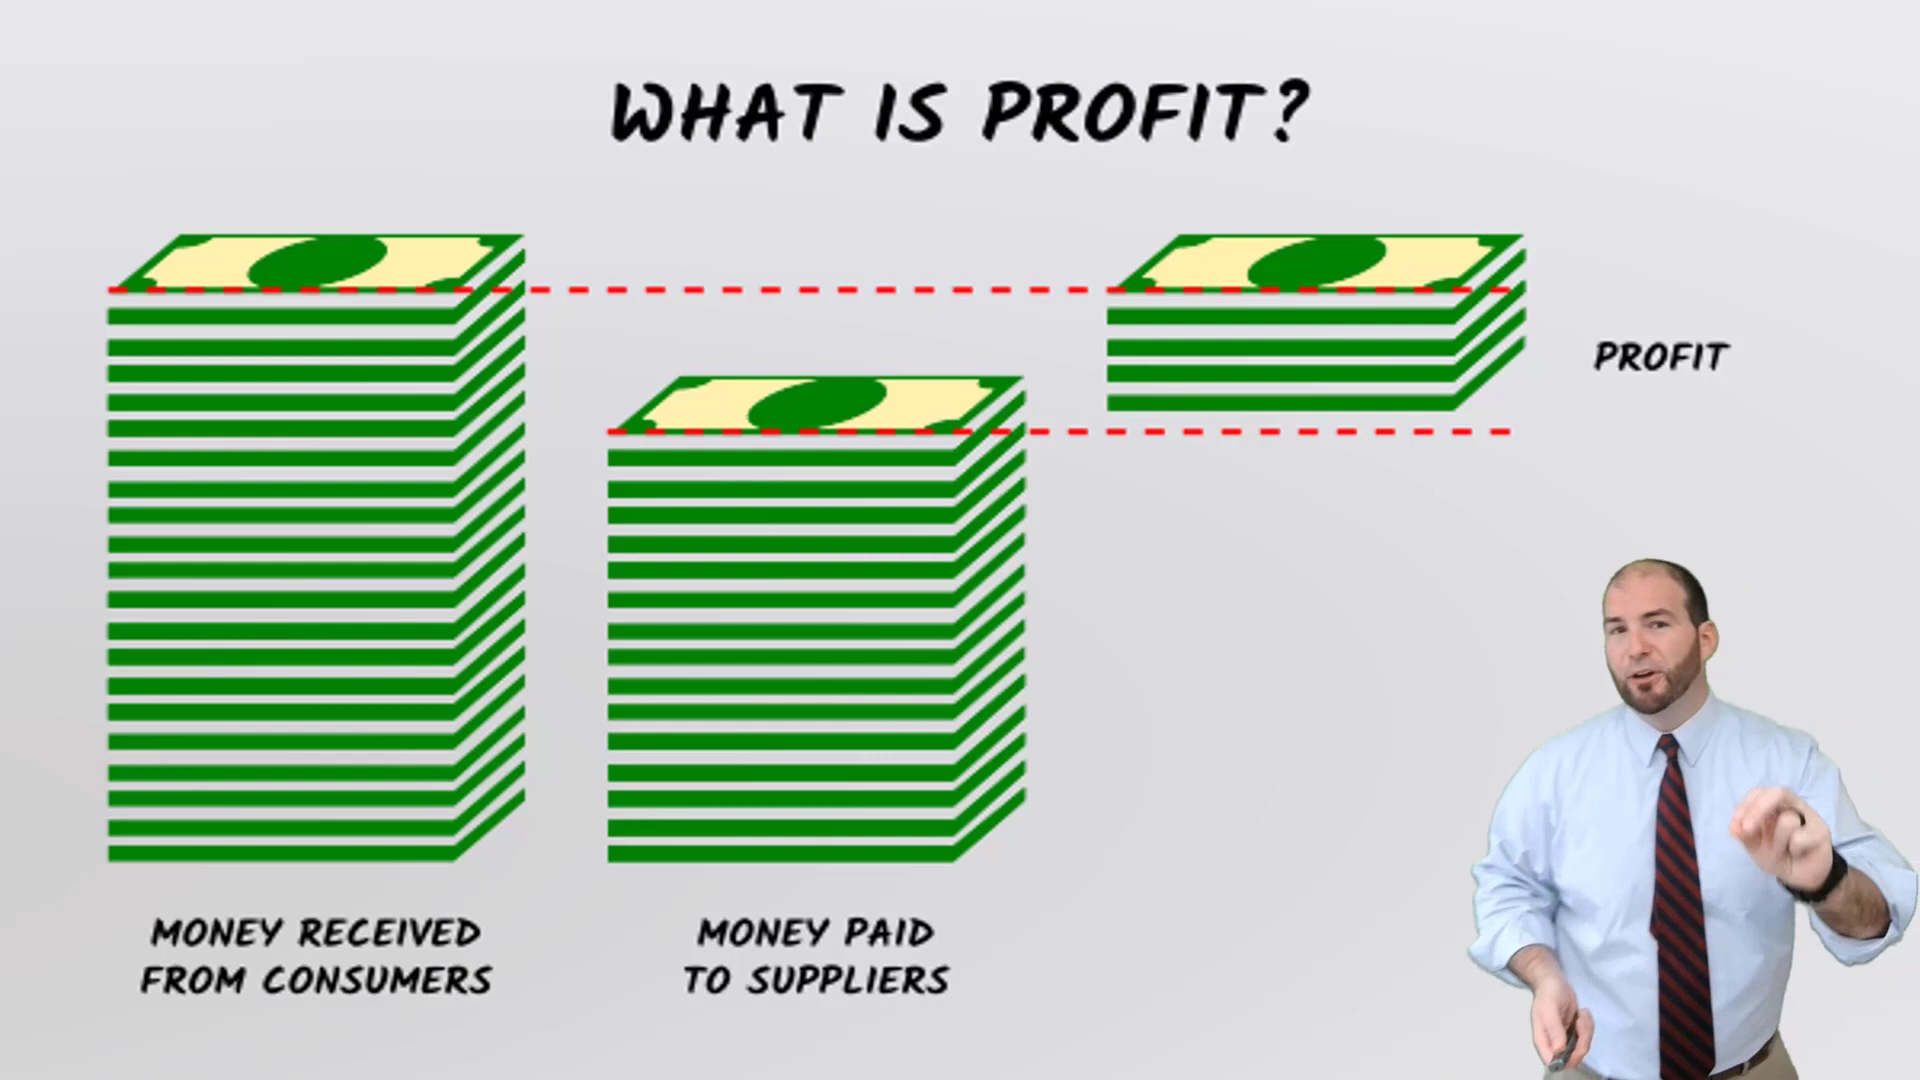 WHAT IS PROFIT?
PROFIT
MONEY RECEIVED
FROM CONSUMERS
MONEY PAID
TO SUPPLIERS